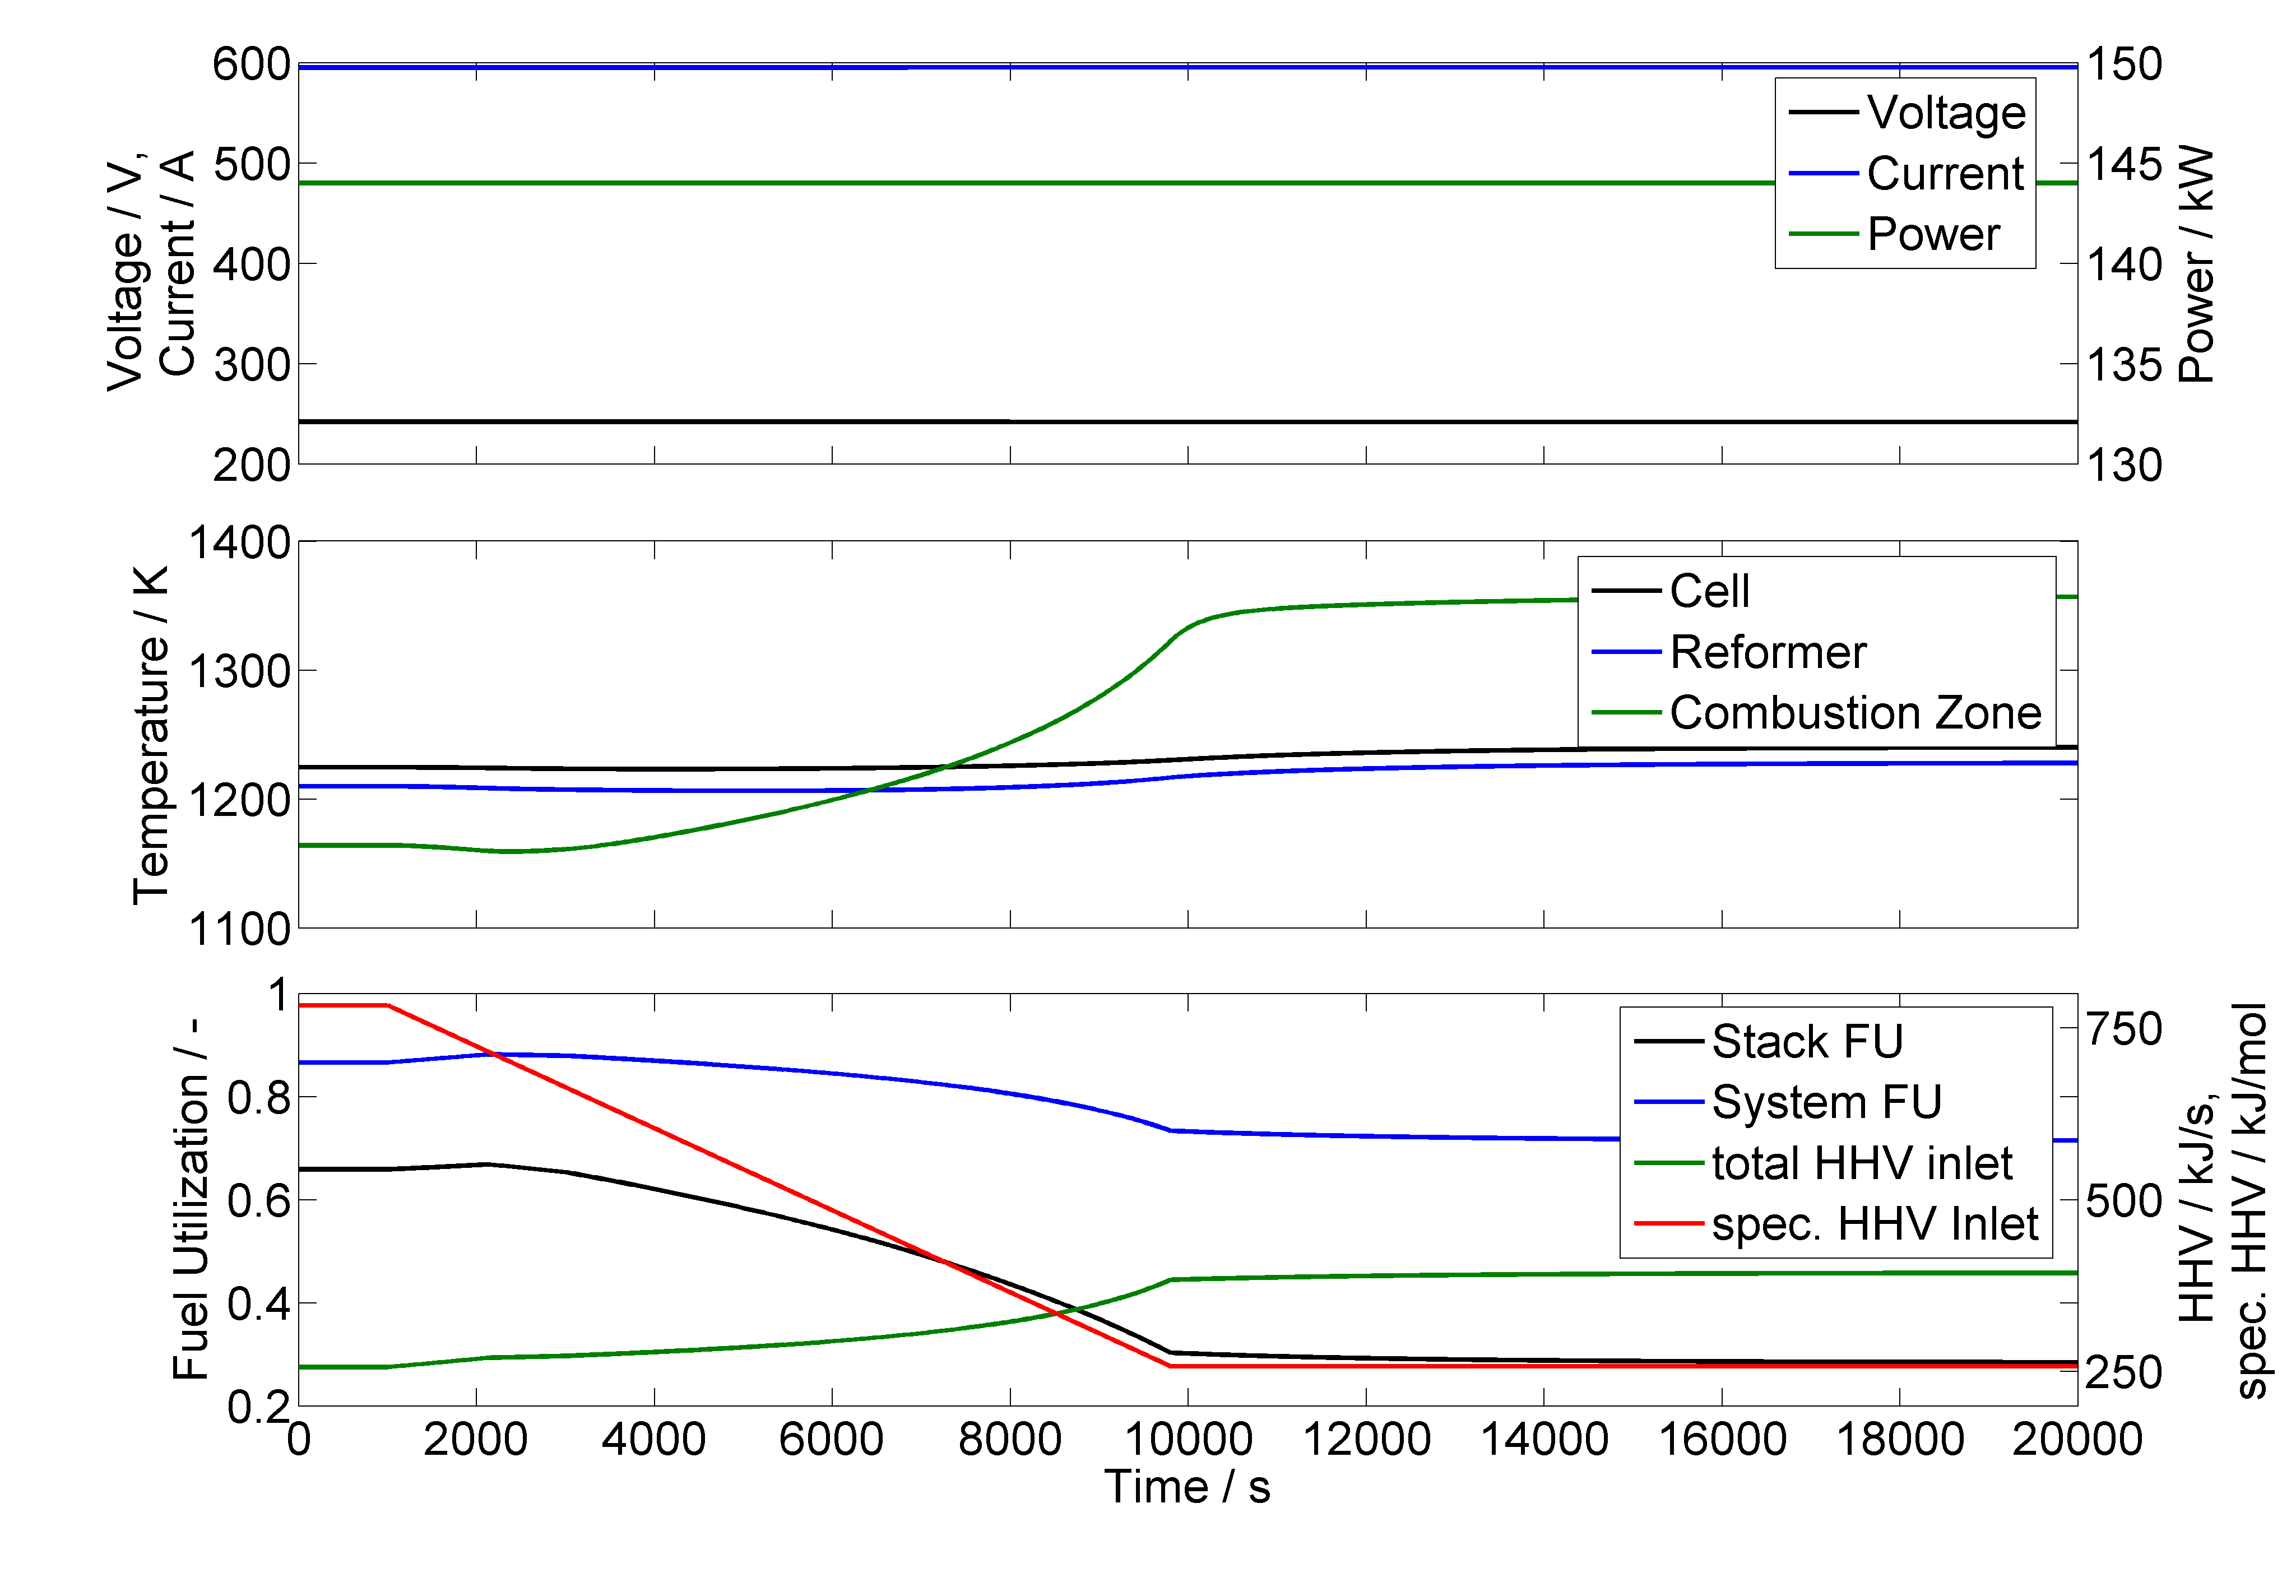 600
500
400
300
200
Voltage / V,
Current / A
150
145
140
135
130
Power / kW
Voltage
Current
Power
1400
1300
1200
1100
Temperature / K
Cell
Reformer
Combustion Zone
1
0.8
0.6
0.4
0.2
Fuel Utilization / -
750
500
250
HHV / kJ/s,
spec. HHV / kJ/mol
Stack FU
System FU
total HHV inlet
spec. HHV Inlet
0 2000 4000 6000 8000 10000 12000 14000 16000 18000 20000
Time / s